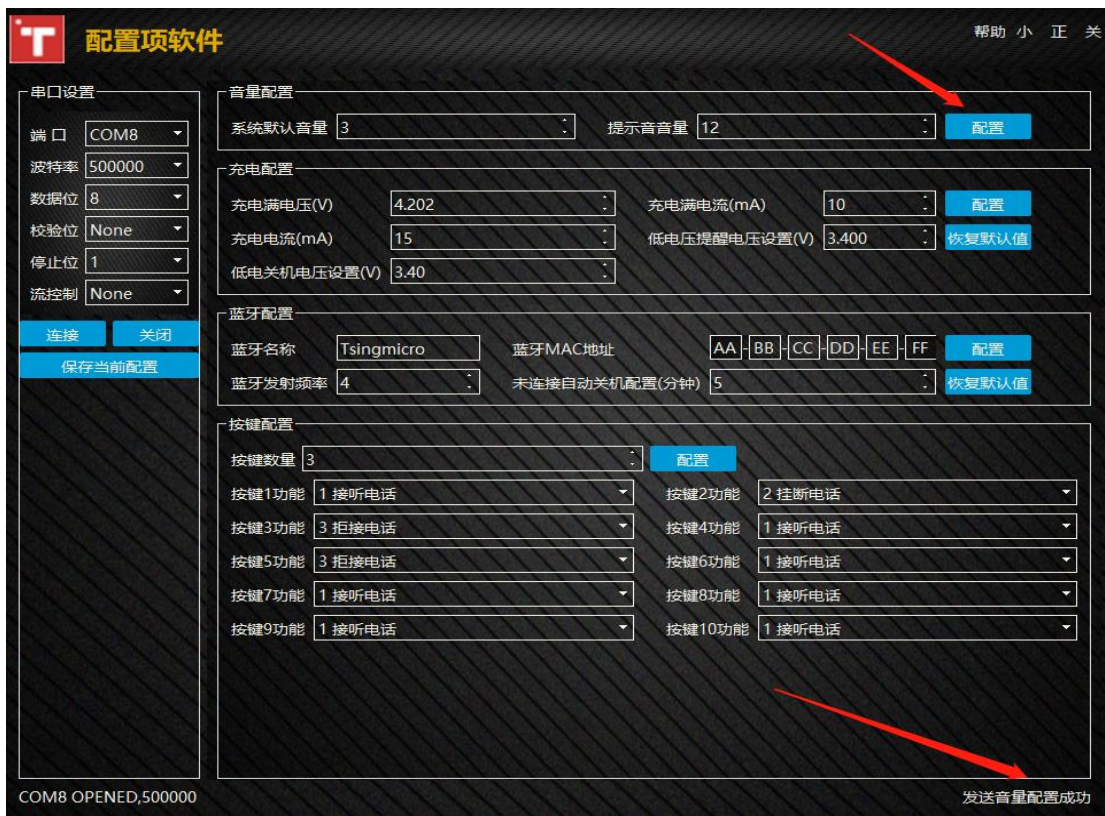 T 配置项软件
帮助 小 正 关
串口设置
端 口 COM8
波特率 500000
数据位 8
校验位 None
停止位 1
流控制 None
连接 关闭
保存当前配置
音量配置
系统默认音量 3 提示音音量 12 配置
充电配置
充电满电压(V) 4.202 充电满电流(mA) 10 配置
充电电流(mA) 15 低电压提醒电压设置(V) 3.400 恢复默认值
低电关机电压设置(V) 3.40
蓝牙配置
蓝牙名称 Tsingmicro 蓝牙MAC地址 AA-BB-CC-DD-EE-FF 配置
蓝牙发射频率 4 未连接自动关机配置(分钟) 5 恢复默认值
按键配置
按键数量 3 配置
按键1功能 1 接听电话 按键2功能 2 挂断电话
按键3功能 3 拒接电话 按键4功能 1 接听电话
按键5功能 3 拒接电话 按键6功能 1 接听电话
按键7功能 1 接听电话 按键8功能 1 接听电话
按键9功能 1 接听电话 按键10功能 1 接听电话
COM8 OPENED,500000 发送音量配置成功